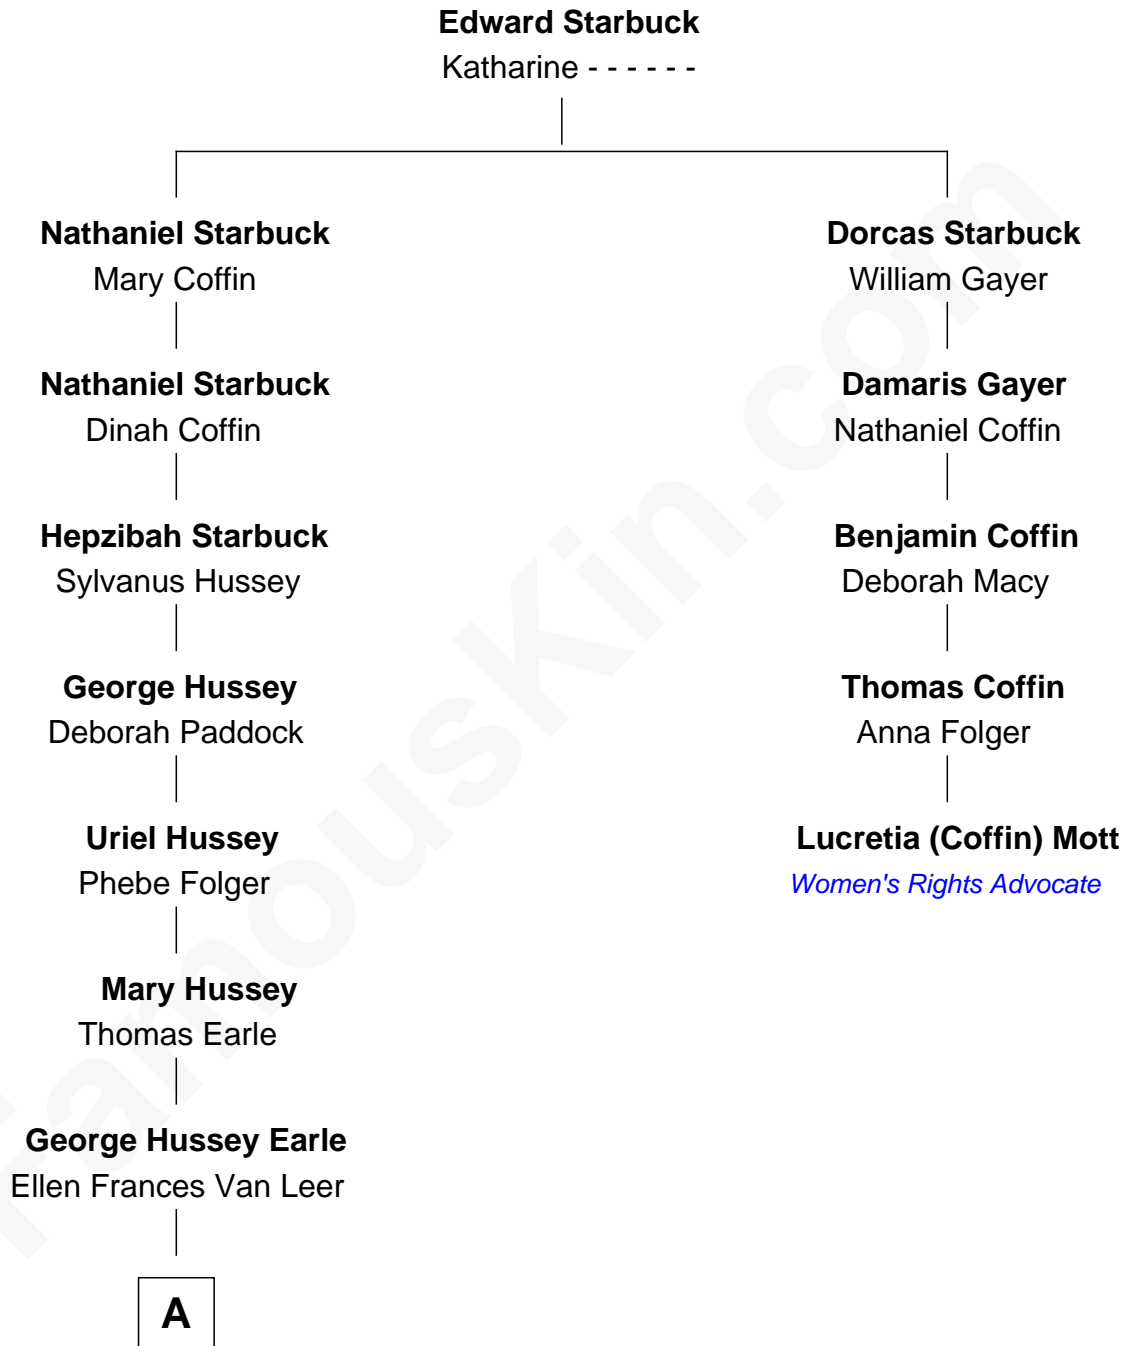 Edward Starbuck
Katharine - - - - - -
Nathaniel Starbuck
Mary Coffin
Nathaniel Starbuck
Dinah Coffin
Hepzibah Starbuck
Sylvanus Hussey
George Hussey
Deborah Paddock
Uriel Hussey
Phebe Folger
Mary Hussey
Thomas Earle
George Hussey Earle
Ellen Frances Van Leer
A
Dorcas Starbuck
William Gayer
Damaris Gayer
Nathaniel Coffin
Benjamin Coffin
Deborah Macy
Thomas Coffin
Anna Folger
Lucretia (Coffin) Mott
Women's Rights Advocate
FamousKin.com